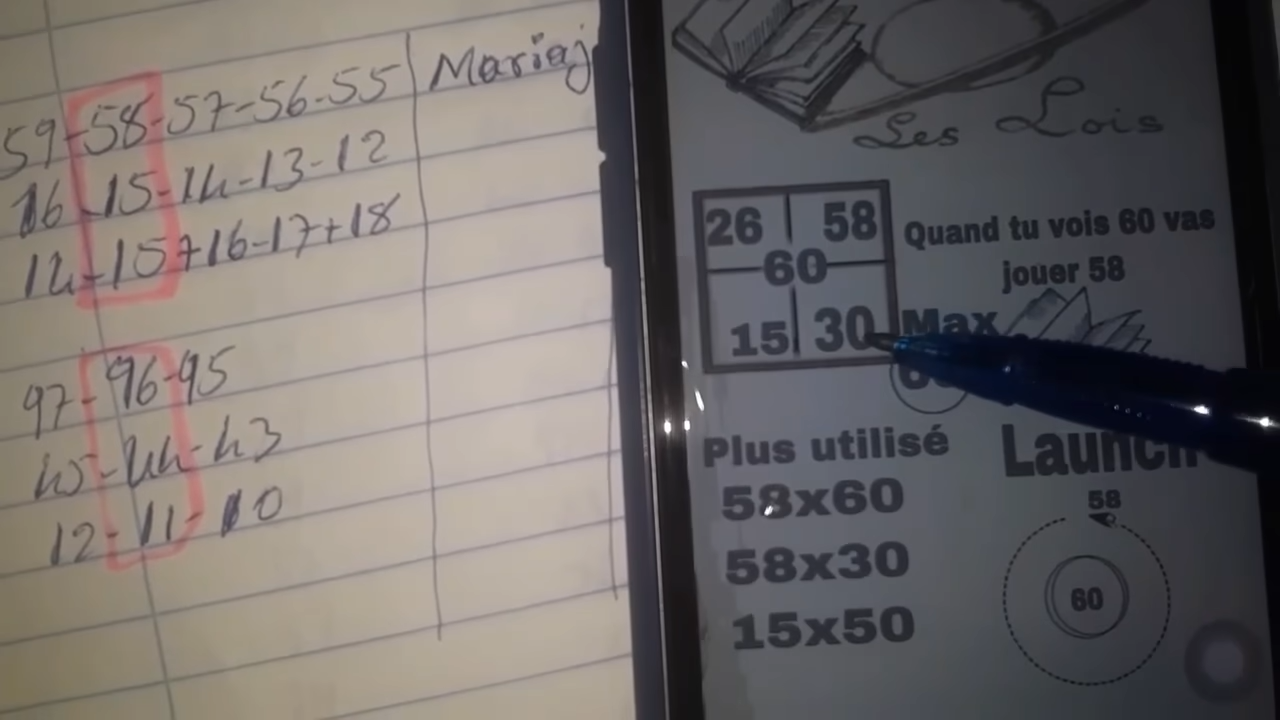 59-58-57-56-55
16-15-14-13-12
14-15+16-17+18
97-96-95
45-44-43
12-11-10
Mariaj
Les Lois
26 58
60
15 30
Quand tu vois 60 vas
jouer 58
Max
Plus utilisé
58x60
58x30
15x50
Launch
58
60